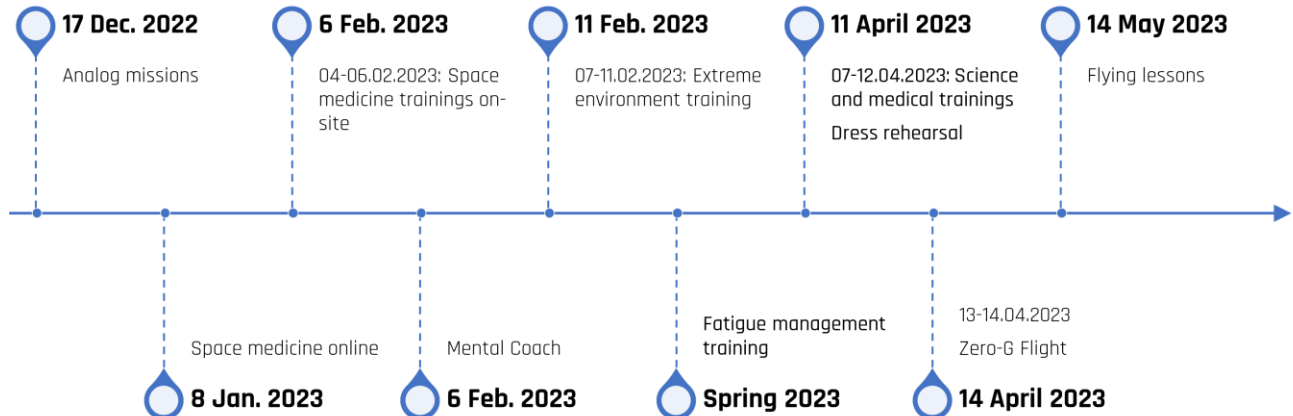 17 Dec. 2022
Analog missions
6 Feb. 2023
04-06.02.2023: Space
medicine trainings on-
site
11 Feb. 2023
07-11.02.2023: Extreme
environment training
11 April 2023
07-12.04.2023: Science
and medical trainings
Dress rehearsal
14 May 2023
Flying lessons
Space medicine online
8 Jan. 2023
Mental Coach
6 Feb. 2023
Fatigue management
training
Spring 2023
13-14.04.2023
Zero-G Flight
14 April 2023